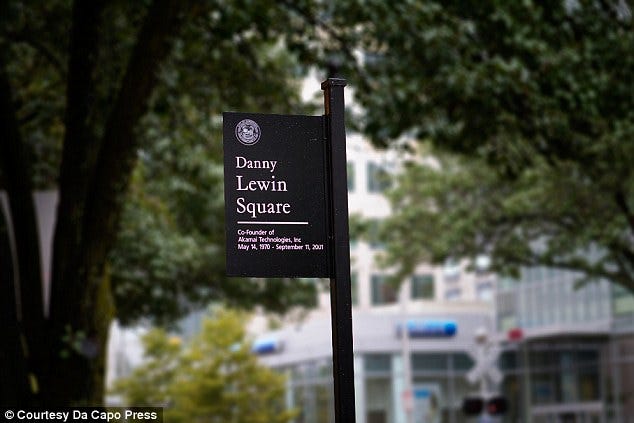 Danny
Lewin
Square
Co-Founder of
Akamai Technologies, Inc
May 14, 1970 - September 11, 2001
© Courtesy Da Capo Press